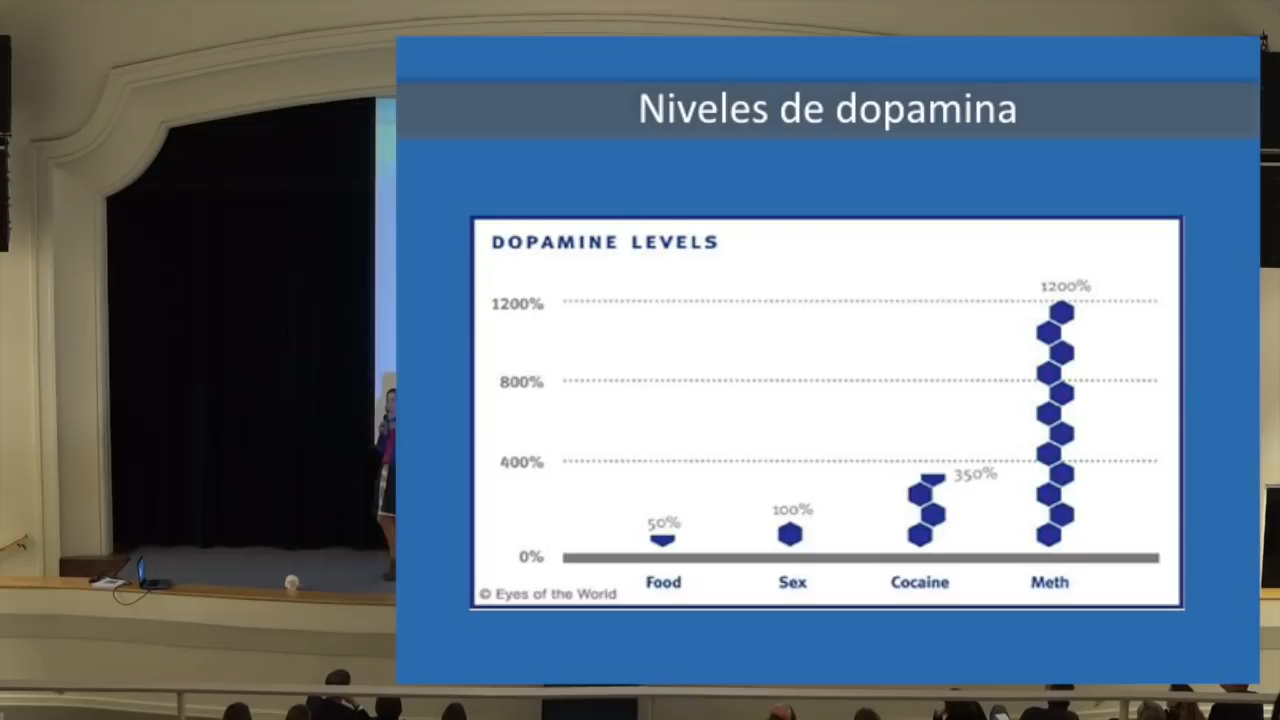 Niveles de dopamina
DOPAMINE LEVELS
1200%
1200%
800%
400%
350%
50%
100%
0%
Food
Sex
Cocaine
Meth
© Eyes of the World